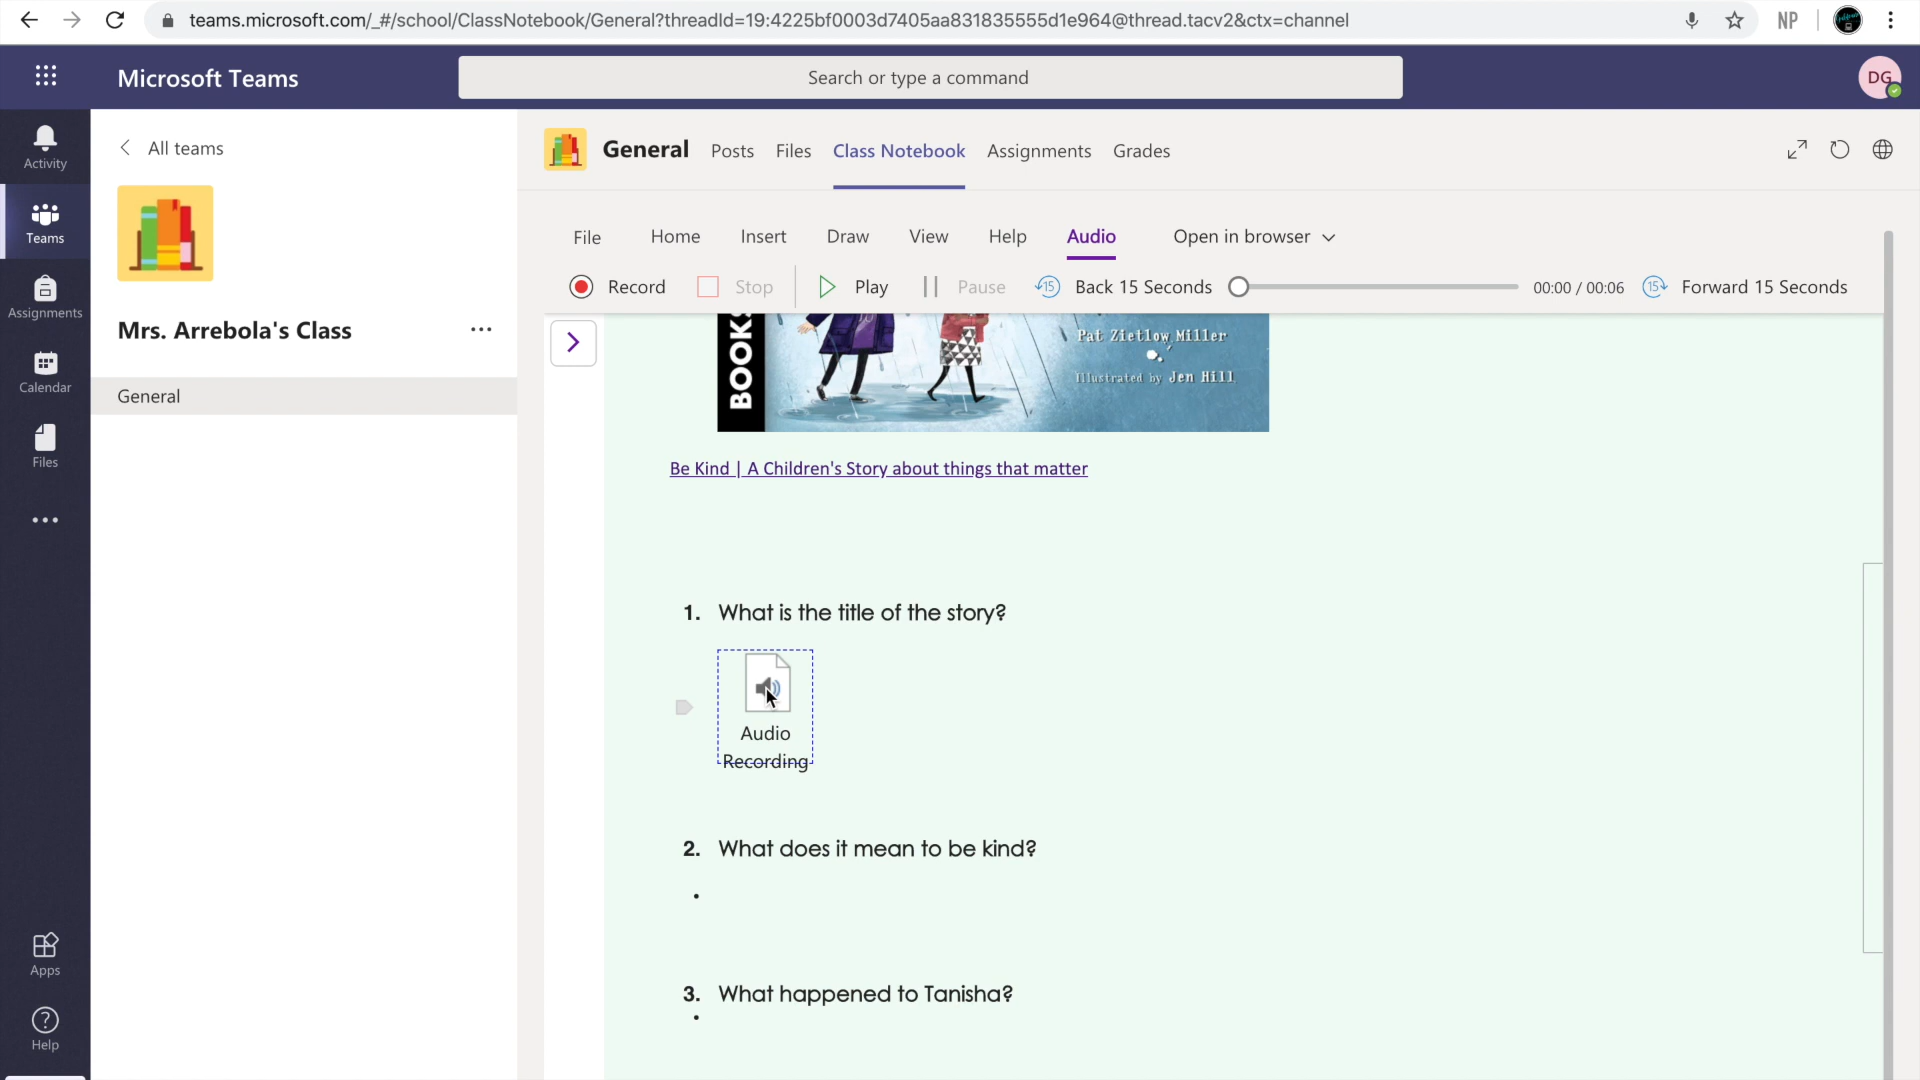 teams.microsoft.com/_#/school/ClassNotebook/General?threadId=19:4225bf0003d7405aa831835555d1e964@thread.tacv2&ctx=channel
NP
Microsoft Teams
Search or type a command
DG
Activity
Teams
Assignments
Calendar
Files
Apps
Help
All teams
Mrs. Arrebola's Class
General
General Posts Files Class Notebook Assignments Grades
File Home Insert Draw View Help Audio Open in browser
Record Stop Play Pause 15 Back 15 Seconds 00:00 / 00:06 15 Forward 15 Seconds
BOOKS
Pat Zietlow Miller
Illustrated by Jen Hill
Be Kind | A Children's Story about things that matter
1. What is the title of the story?
Audio
Recording
2. What does it mean to be kind?
•
3. What happened to Tanisha?
•